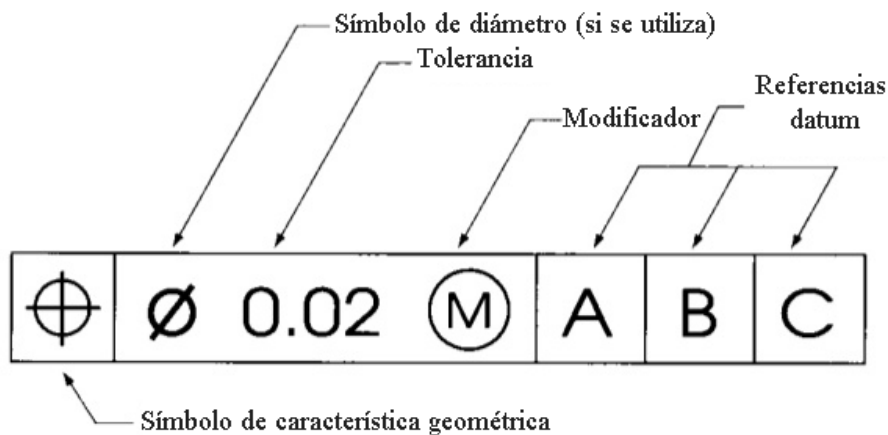 Símbolo de diámetro (si se utiliza)
Tolerancia
Referencias
datum
Modificador
⌖ Ø 0.02 Ⓜ A B C
Símbolo de característica geométrica